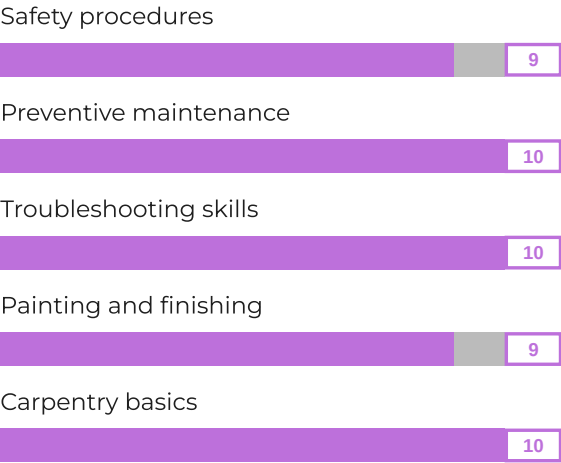 Safety procedures
9
Preventive maintenance
10
Troubleshooting skills
10
Painting and finishing
9
Carpentry basics
10